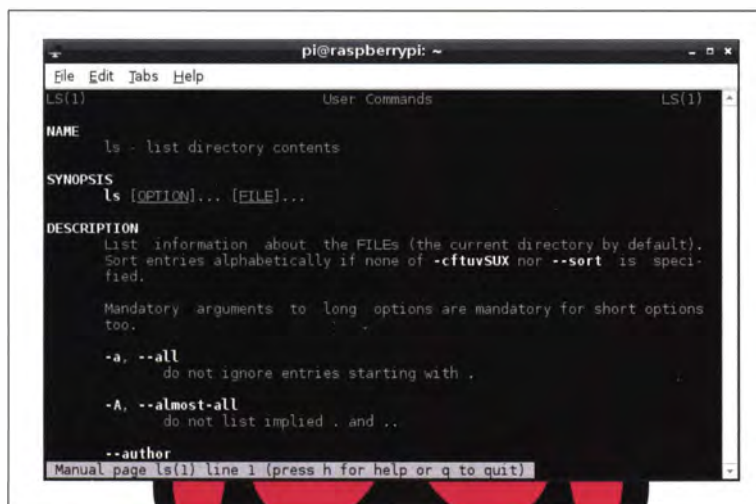 pi@raspberrypi: ~
File Edit Tabs Help
LS(1) User Commands LS(1)
NAME
ls - list directory contents
SYNOPSIS
ls [OPTION]... [FILE]...
DESCRIPTION
List information about the FILEs (the current directory by default).
Sort entries alphabetically if none of -cftuvSUX nor --sort is speci-
fied.
Mandatory arguments to long options are mandatory for short options
too.
-a, --all
do not ignore entries starting with .
-A, --almost-all
do not list implied . and ..
--author
Manual page ls(1) line 1 (press h for help or q to quit)